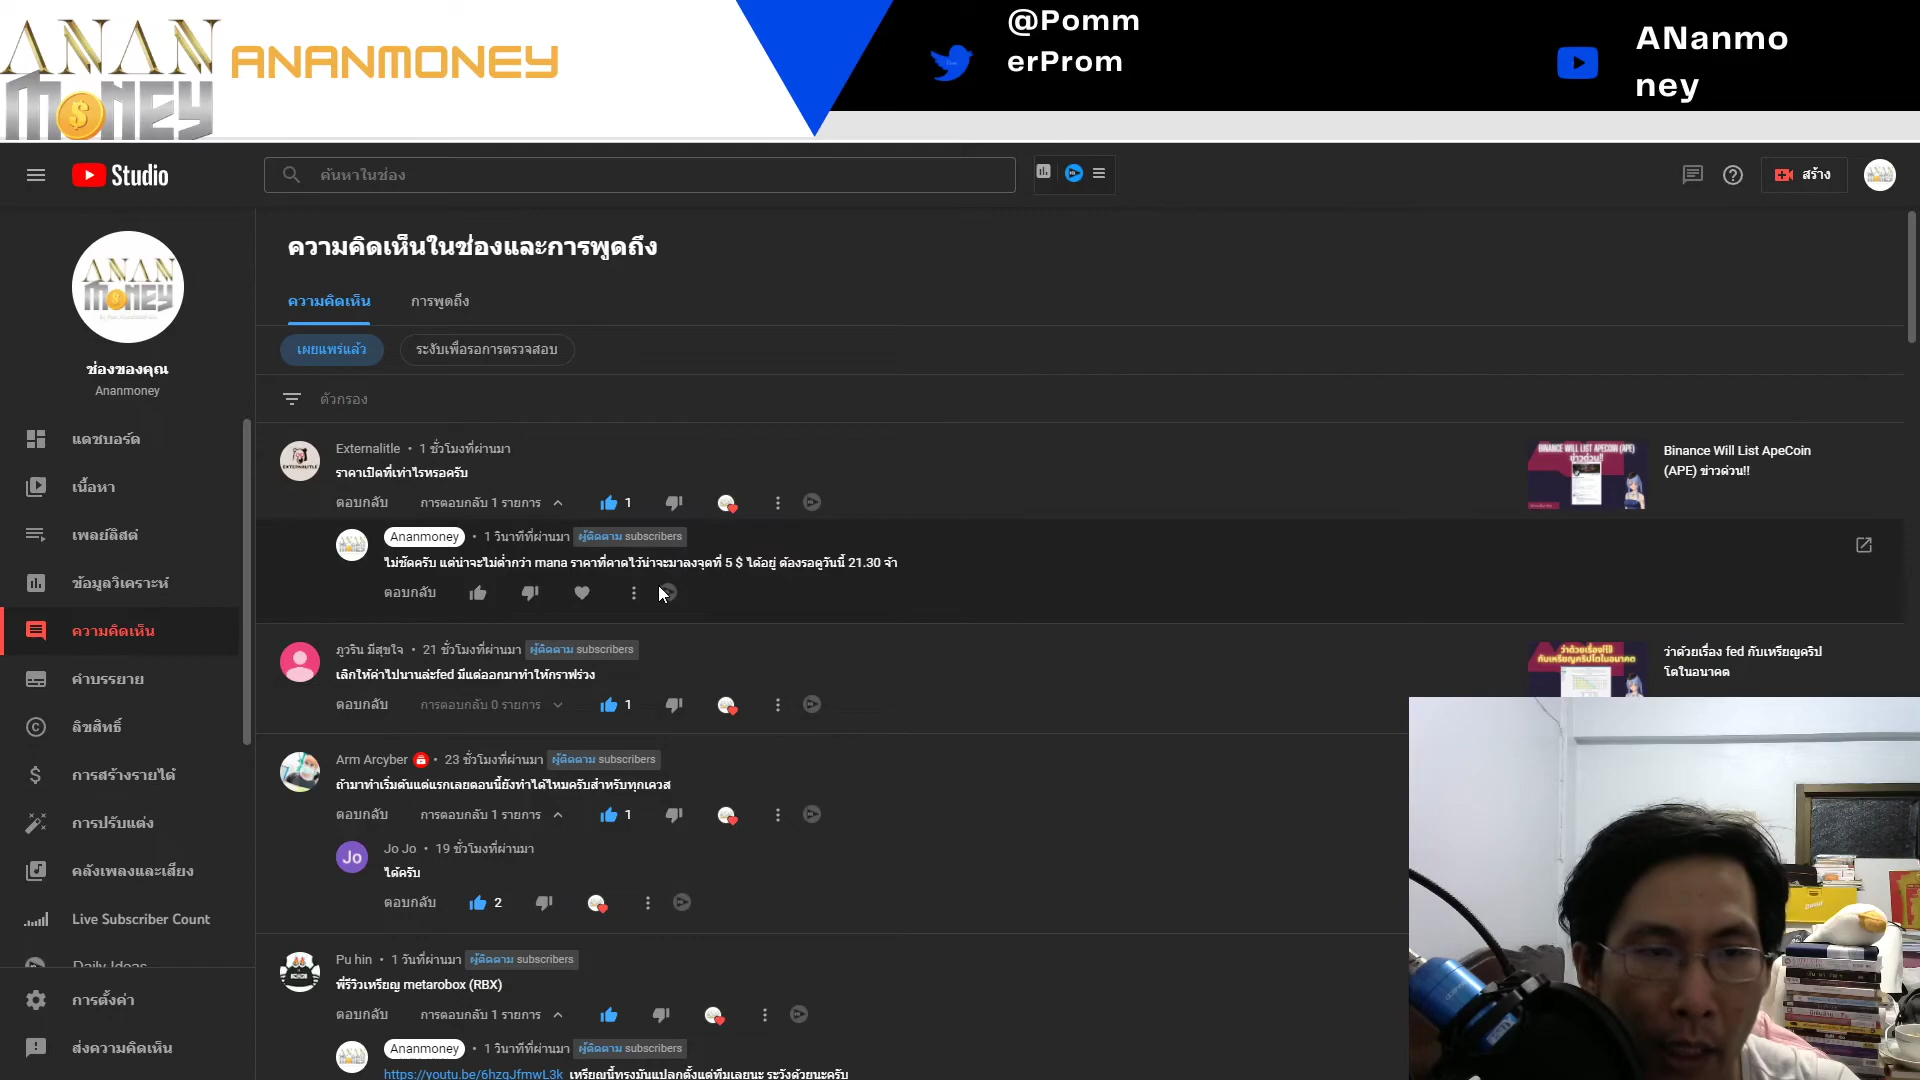 ANAN
MONEY
ANANMONEY
@Pomm
erProm
ANanmo
ney
Studio
ค้นหาในช่อง
สร้าง
ช่องของคุณ
Ananmoney
แดชบอร์ด
เนื้อหา
เพลย์ลิสต์
ข้อมูลวิเคราะห์
ความคิดเห็น
คำบรรยาย
ลิขสิทธิ์
การสร้างรายได้
การปรับแต่ง
คลังเพลงและเสียง
Live Subscriber Count
Daily Ideas
การตั้งค่า
ส่งความคิดเห็น
ความคิดเห็นในช่องและการพูดถึง
ความคิดเห็น
การพูดถึง
เผยแพร่แล้ว
ระงับเพื่อรอการตรวจสอบ
ตัวกรอง
Externalitle • 1 ชั่วโมงที่ผ่านมา
ราคาเปิดที่เท่าไรหรอครับ
ตอบกลับ การตอบกลับ 1 รายการ 1
Binance Will List ApeCoin
(APE) ข่าวด่วน!!
Ananmoney • 1 วินาทีที่ผ่านมา ผู้ติดตาม subscribers
ไม่ชัดครับ แต่น่าจะไม่ต่ำกว่า mana ราคาที่คาดไว้น่าจะมาลงจุดที่ 5 $ ได้อยู่ ต้องรอดูวันนี้ 21.30 จ้า
ตอบกลับ
ภูวริน มีสุขใจ • 21 ชั่วโมงที่ผ่านมา ผู้ติดตาม subscribers
เลิกให้ค่าไปนานล่ะfed มีแต่ออกมาทำให้กราฟร่วง
ตอบกลับ การตอบกลับ 0 รายการ 1
ว่าด้วยเรื่อง fed กับเหรียญคริป
โตในอนาคต
Arm Arcyber • 23 ชั่วโมงที่ผ่านมา ผู้ติดตาม subscribers
ถ้ามาทำเริ่มต้นแต่แรกเลยตอนนี้ยังทำได้ไหมครับสำหรับทุกเควส
ตอบกลับ การตอบกลับ 1 รายการ 1
Jo
Jo Jo • 19 ชั่วโมงที่ผ่านมา
ได้ครับ
ตอบกลับ 2
Pu hin • 1 วันที่ผ่านมา ผู้ติดตาม subscribers
พี่รีวิวเหรียญ metarobox (RBX)
ตอบกลับ การตอบกลับ 1 รายการ
Ananmoney • 1 วินาทีที่ผ่านมา ผู้ติดตาม subscribers
https://youtu.be/6hzqJfmwL3k เหรียญนี้ทรงมันแปลกตั้งแต่ทีมเลยนะ ระวังด้วยนะครับ